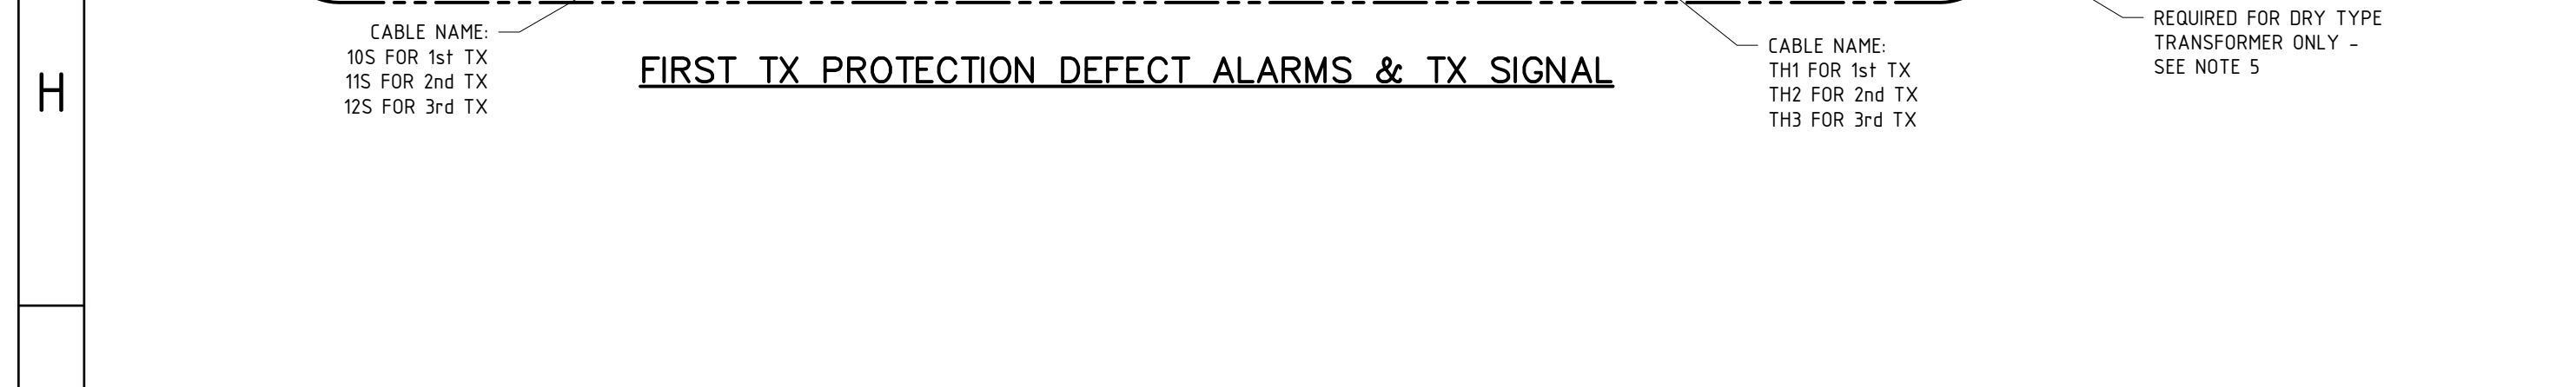 H
CABLE NAME:
10S FOR 1st TX
11S FOR 2nd TX
12S FOR 3rd TX
FIRST TX PROTECTION DEFECT ALARMS & TX SIGNAL
CABLE NAME:
TH1 FOR 1st TX
TH2 FOR 2nd TX
TH3 FOR 3rd TX
REQUIRED FOR DRY TYPE
TRANSFORMER ONLY -
SEE NOTE 5